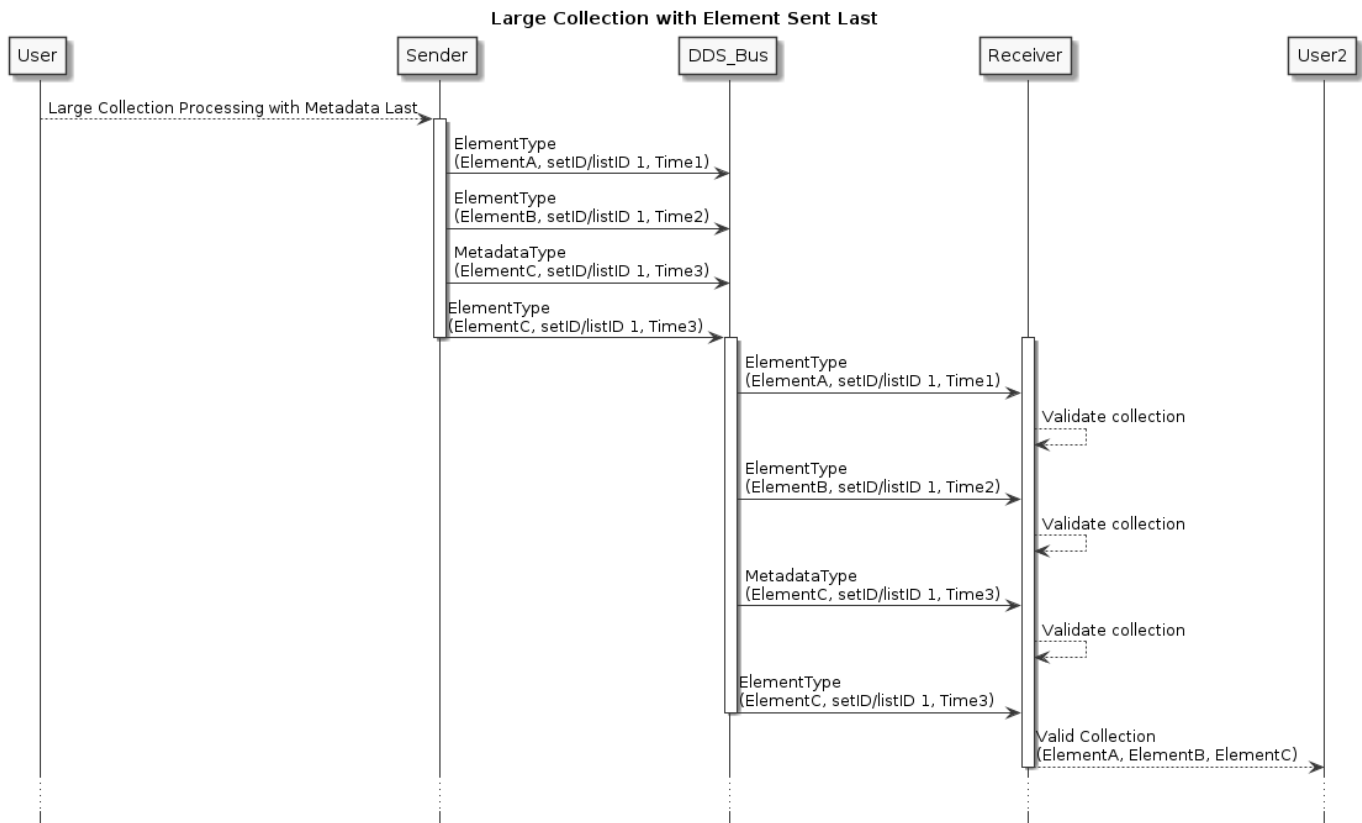 Large Collection with Element Sent Last
User
Sender
DDS_Bus
Receiver
User2
Large Collection Processing with Metadata Last
ElementType
(ElementA, setID/listID 1, Time1)
ElementType
(ElementB, setID/listID 1, Time2)
MetadataType
(ElementC, setID/listID 1, Time3)
ElementType
(ElementC, setID/listID 1, Time3)
ElementType
(ElementA, setID/listID 1, Time1)
Validate collection
ElementType
(ElementB, setID/listID 1, Time2)
Validate collection
MetadataType
(ElementC, setID/listID 1, Time3)
Validate collection
ElementType
(ElementC, setID/listID 1, Time3)
Valid Collection
(ElementA, ElementB, ElementC)